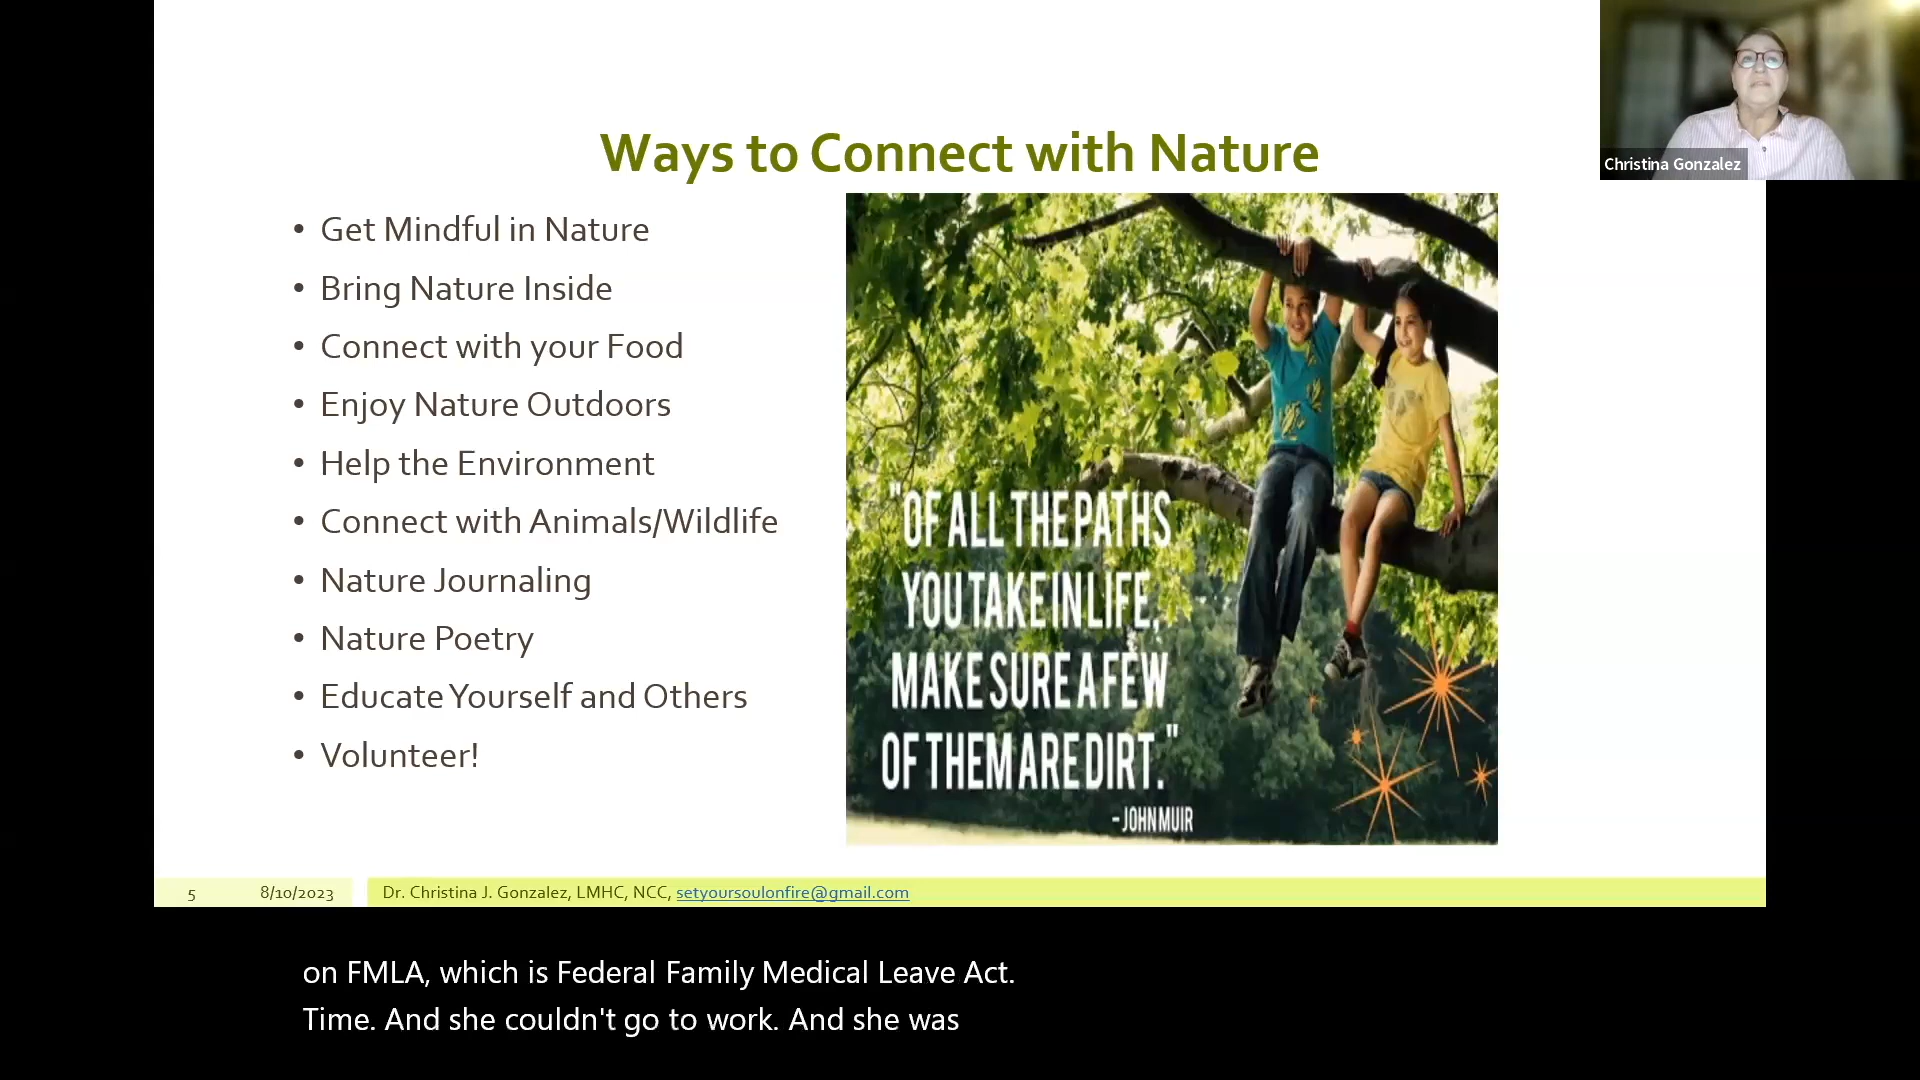 Ways to Connect with Nature
Christina Gonzalez
• Get Mindful in Nature
• Bring Nature Inside
• Connect with your Food
• Enjoy Nature Outdoors
• Help the Environment
• Connect with Animals/Wildlife
• Nature Journaling
• Nature Poetry
• Educate Yourself and Others
• Volunteer!
"OF ALL THE PATHS
YOU TAKE IN LIFE,
MAKE SURE A FEW
OF THEM ARE DIRT."
- JOHN MUIR
5 8/10/2023 Dr. Christina J. Gonzalez, LMHC, NCC, setyoursoulonfire@gmail.com
on FMLA, which is Federal Family Medical Leave Act.
Time. And she couldn't go to work. And she was